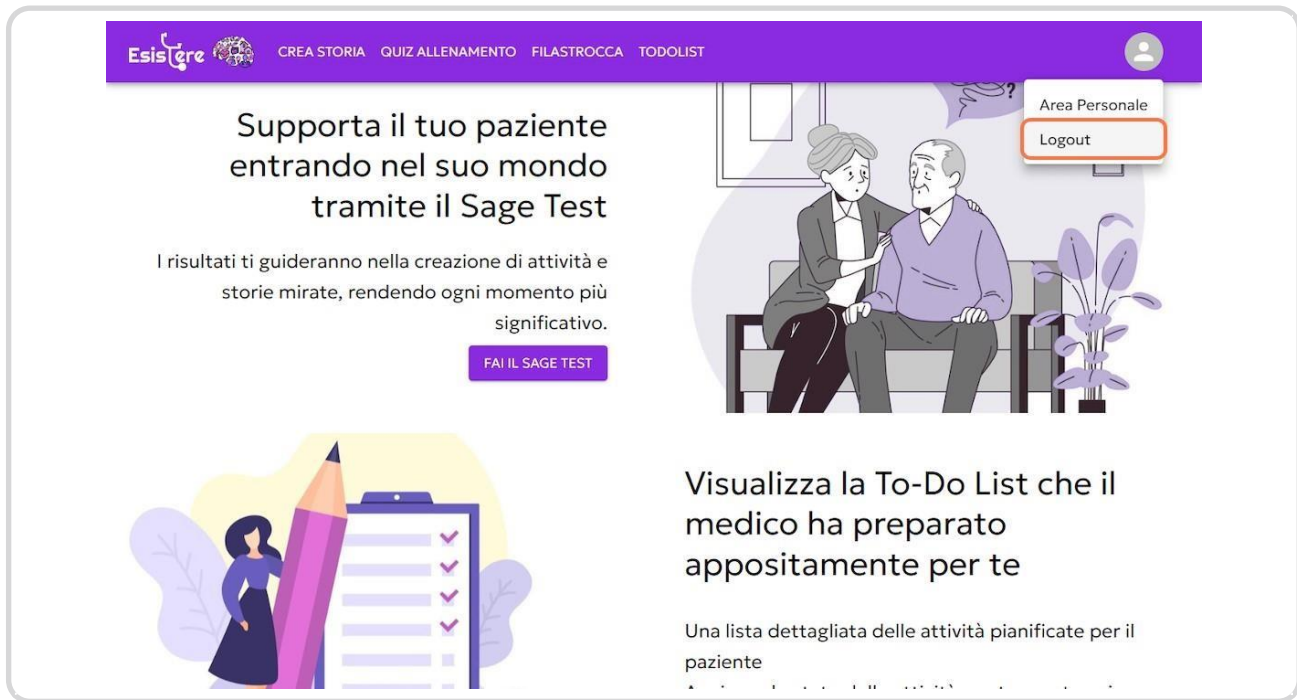 Esistere
CREA STORIA QUIZ ALLENAMENTO FILASTROCCA TODOLIST
?
Area Personale
Logout
Supporta il tuo paziente
entrando nel suo mondo
tramite il Sage Test
I risultati ti guideranno nella creazione di attività e
storie mirate, rendendo ogni momento più
significativo.
FAI IL SAGE TEST
Visualizza la To-Do List che il
medico ha preparato
appositamente per te
Una lista dettagliata delle attività pianificate per il
paziente